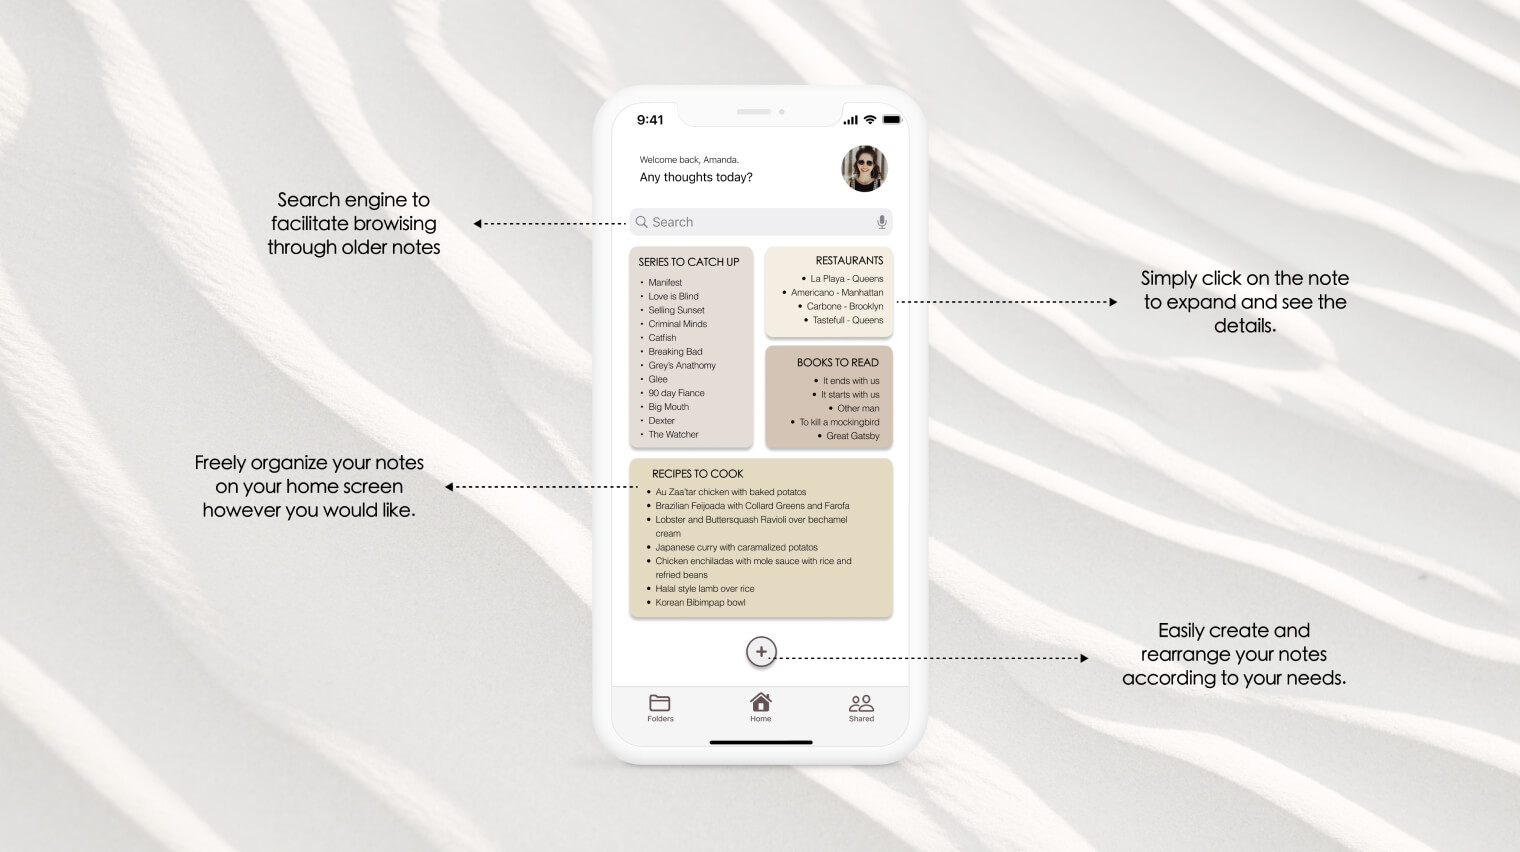 9:41
Welcome back, Amanda.
Any thoughts today?
Search engine to
facilitate browising
through older notes
Search
SERIES TO CATCH UP
• Manifest
• Love is Blind
• Selling Sunset
• Criminal Minds
• Catfish
• Breaking Bad
• Grey's Anathomy
• Glee
• 90 day Fiance
• Big Mouth
• Dexter
• The Watcher
RESTAURANTS
• La Playa - Queens
• Americano - Manhattan
• Carbone - Brooklyn
• Tastefull - Queens
Simply click on the note
to expand and see the
details.
BOOKS TO READ
• It ends with us
• It starts with us
• Other man
• To kill a mockingbird
• Great Gatsby
Freely organize your notes
on your home screen
however you would like.
RECIPES TO COOK
• Au Zaa'tar chicken with baked potatos
• Brazilian Feijoada with Collard Greens and Farofa
• Lobster and Buttersquash Ravioli over bechamel
cream
• Japanese curry with caramalized potatos
• Chicken enchiladas with mole sauce with rice and
refried beans
• Halal style lamb over rice
• Korean Bibimpap bowl
Easily create and
rearrange your notes
according to your needs.
Folders
Home
Shared